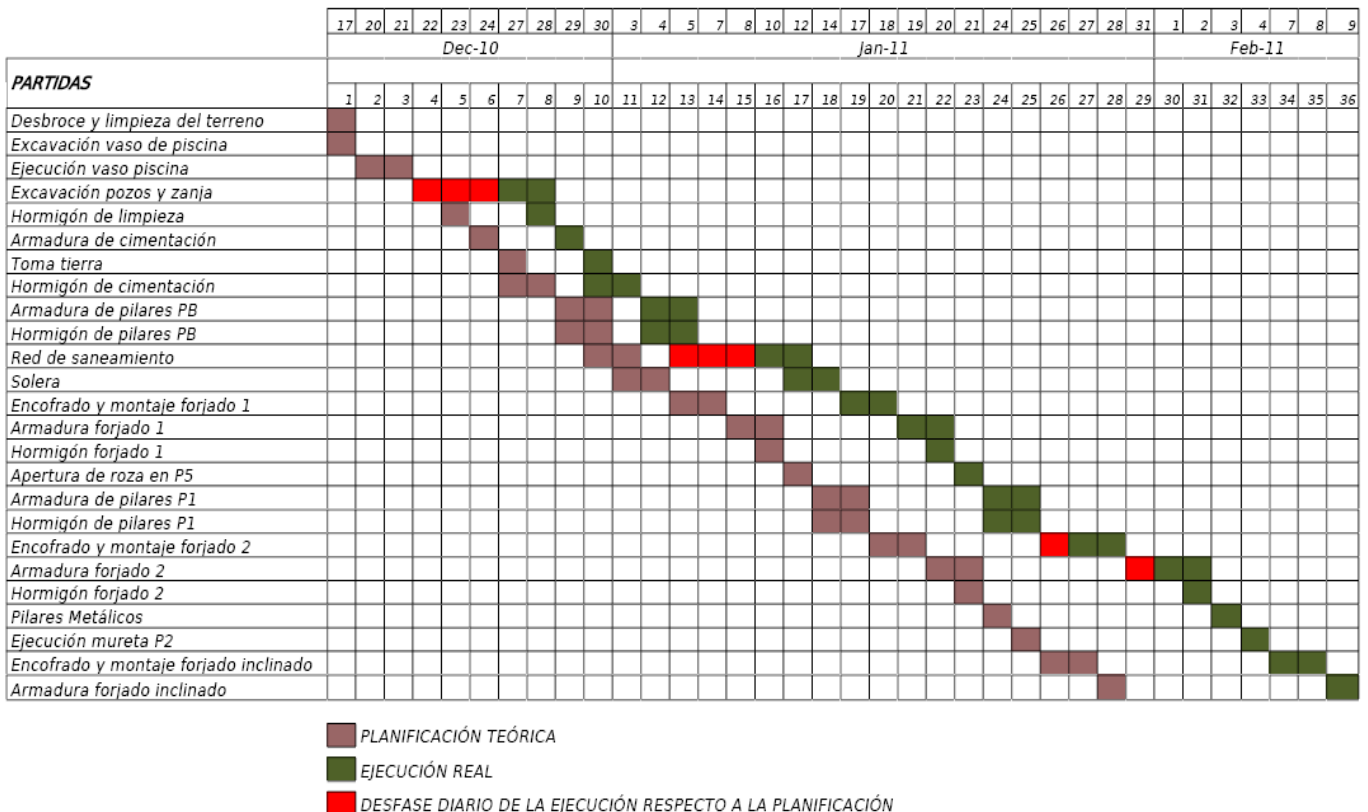 17 20 21 22 23 24 27 28 29 30 3 4 5 7 8 10 12 14 17 18 19 20 21 24 25 26 27 28 31 1 2 3 4 7 8 9
Dec-10 Jan-11 Feb-11
PARTIDAS
1 2 3 4 5 6 7 8 9 10 11 12 13 14 15 16 12 18 19 20 21 22 23 24 25 26 27 28 29 30 31 32 33 34 35 36
Desbroce y limpieza del terreno
Excavación vaso de piscina
Ejecución vaso piscina
Excavación pozos y zanja
Hormigón de limpieza
Armadura de cimentación
Toma tierra
Hormigón de cimentación
Armadura de pilares PB
Hormigón de pilares PB
Red de saneamiento
Solera
Encofrado y montaje forjado 1
Armadura forjado 1
Hormigón forjado 1
Apertura de roza en P5
Armadura de pilares P1
Hormigón de pilares P1
Encofrado y montaje forjado 2
Armadura forjado 2
Hormigón forjado 2
Pilares Metálicos
Ejecución mureta P2
Encofrado y montaje forjado inclinado
Armadura forjado inclinado
PLANIFICACIÓN TEÓRICA
EJECUCIÓN REAL
DESFASE DIARIO DE LA EJECUCIÓN RESPECTO A LA PLANIFICACIÓN